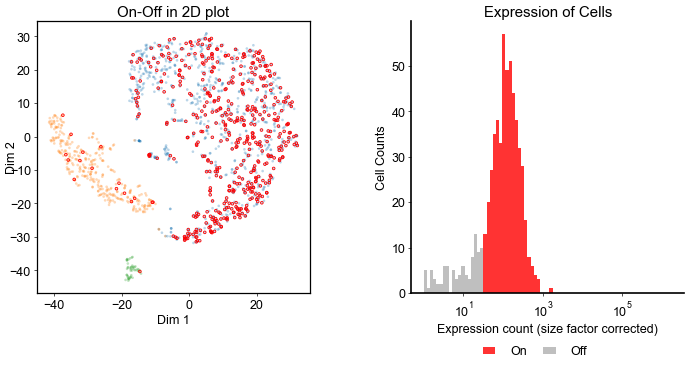 On-Off in 2D plot
30
20
10
0
−10
−20
−30
−40
Dim 2
−40 −20 0 20
Dim 1
Expression of Cells
50
40
30
20
10
0
Cell Counts
10^1 10^3 10^5
Expression count (size factor corrected)
On Off